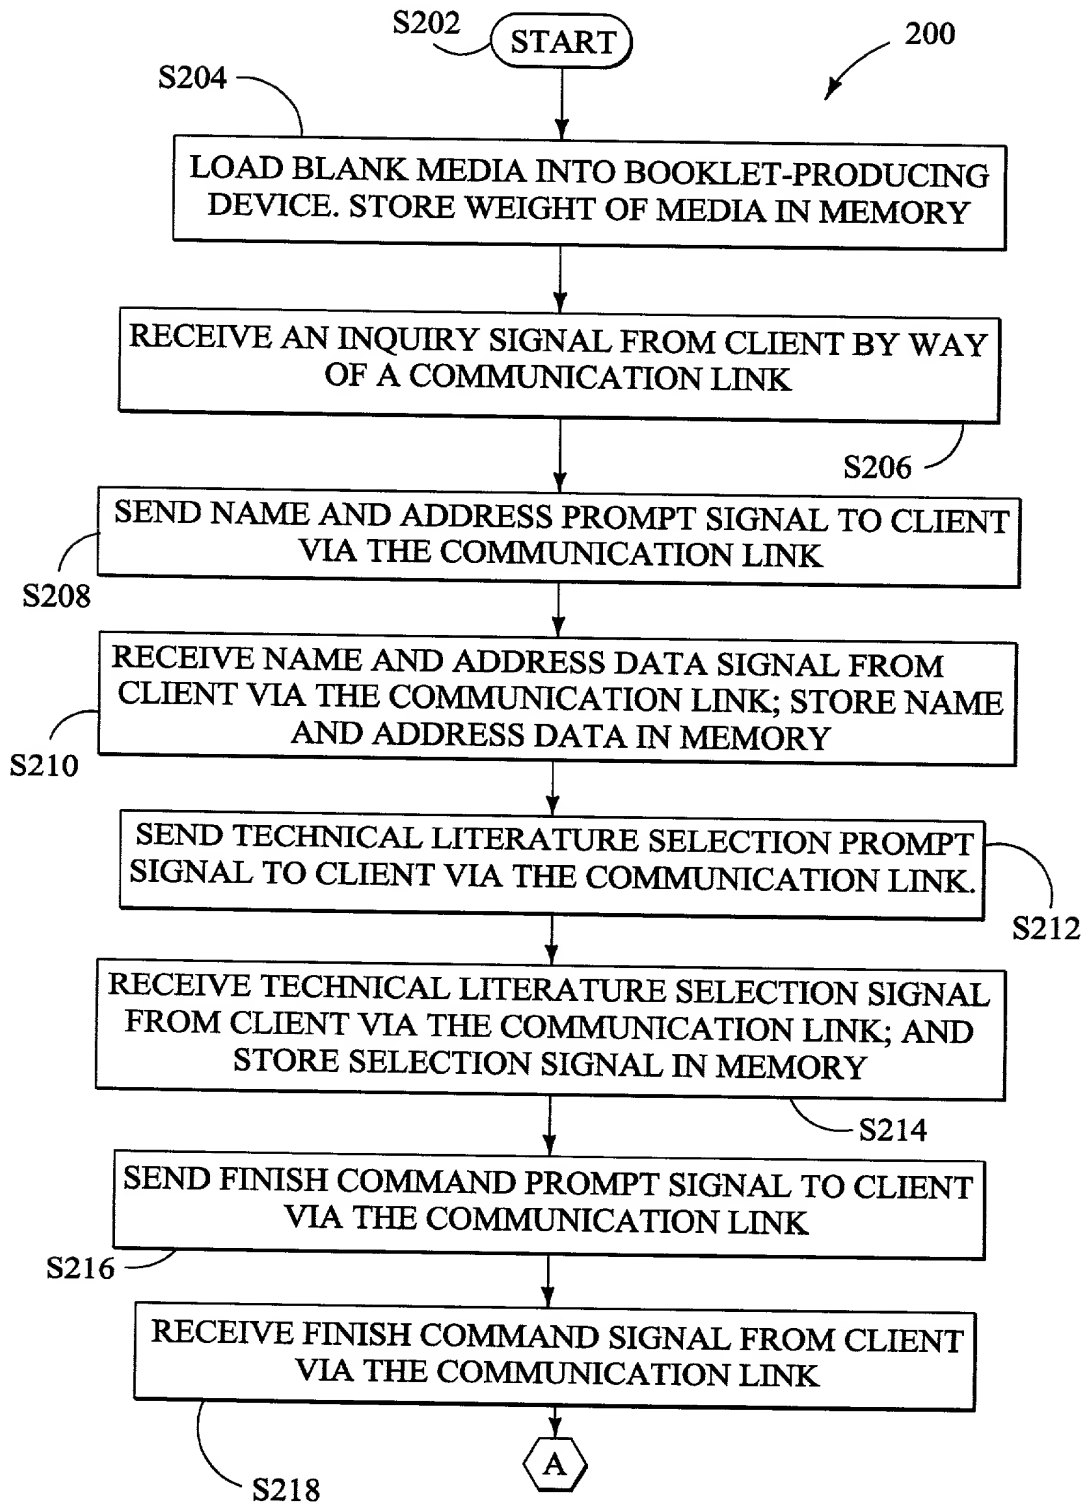 S202
START
200
S204
LOAD BLANK MEDIA INTO BOOKLET-PRODUCING
DEVICE. STORE WEIGHT OF MEDIA IN MEMORY
RECEIVE AN INQUIRY SIGNAL FROM CLIENT BY WAY
OF A COMMUNICATION LINK
S206
SEND NAME AND ADDRESS PROMPT SIGNAL TO CLIENT
VIA THE COMMUNICATION LINK
S208
RECEIVE NAME AND ADDRESS DATA SIGNAL FROM
CLIENT VIA THE COMMUNICATION LINK; STORE NAME
AND ADDRESS DATA IN MEMORY
S210
SEND TECHNICAL LITERATURE SELECTION PROMPT
SIGNAL TO CLIENT VIA THE COMMUNICATION LINK.
S212
RECEIVE TECHNICAL LITERATURE SELECTION SIGNAL
FROM CLIENT VIA THE COMMUNICATION LINK; AND
STORE SELECTION SIGNAL IN MEMORY
S214
SEND FINISH COMMAND PROMPT SIGNAL TO CLIENT
VIA THE COMMUNICATION LINK
S216
RECEIVE FINISH COMMAND SIGNAL FROM CLIENT
VIA THE COMMUNICATION LINK
A
S218